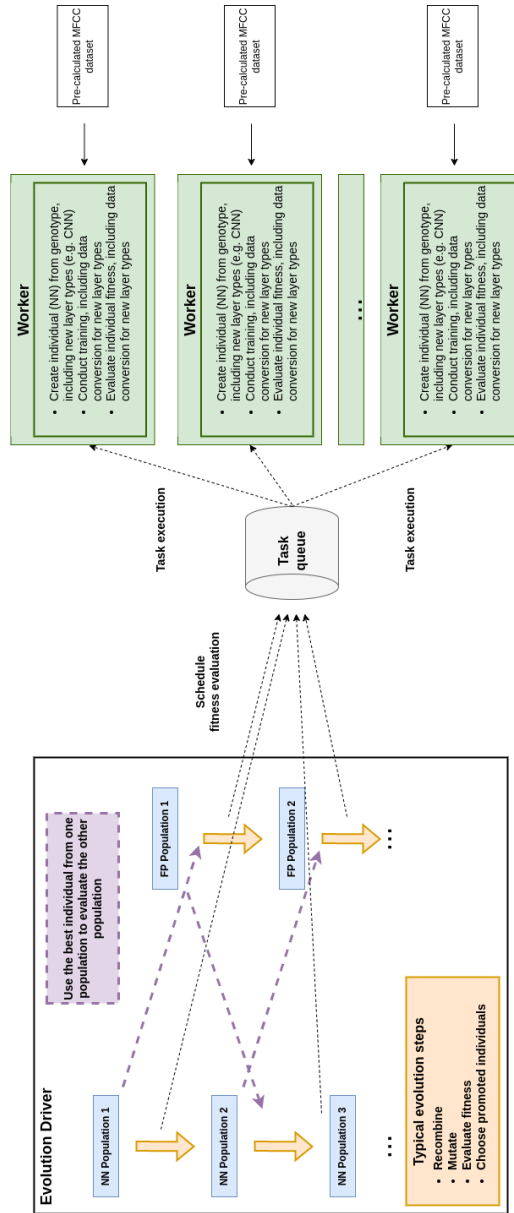 Evolution Driver
NN Population 1
NN Population 2
NN Population 3
...
Use the best individual from one
population to evaluate the other
population
FP Population 1
FP Population 2
...
Typical evolution steps
• Recombine
• Mutate
• Evaluate fitness
• Choose promoted individuals
Schedule
fitness evaluation
Task
queue
Task execution
Task execution
Worker
• Create individual (NN) from genotype,
including new layer types (e.g. CNN)
• Conduct training, including data
conversion for new layer types
• Evaluate individual fitness, including data
conversion for new layer types
Pre-calculated MFCC
dataset
Worker
• Create individual (NN) from genotype,
including new layer types (e.g. CNN)
• Conduct training, including data
conversion for new layer types
• Evaluate individual fitness, including data
conversion for new layer types
Pre-calculated MFCC
dataset
...
Worker
• Create individual (NN) from genotype,
including new layer types (e.g. CNN)
• Conduct training, including data
conversion for new layer types
• Evaluate individual fitness, including data
conversion for new layer types
Pre-calculated MFCC
dataset